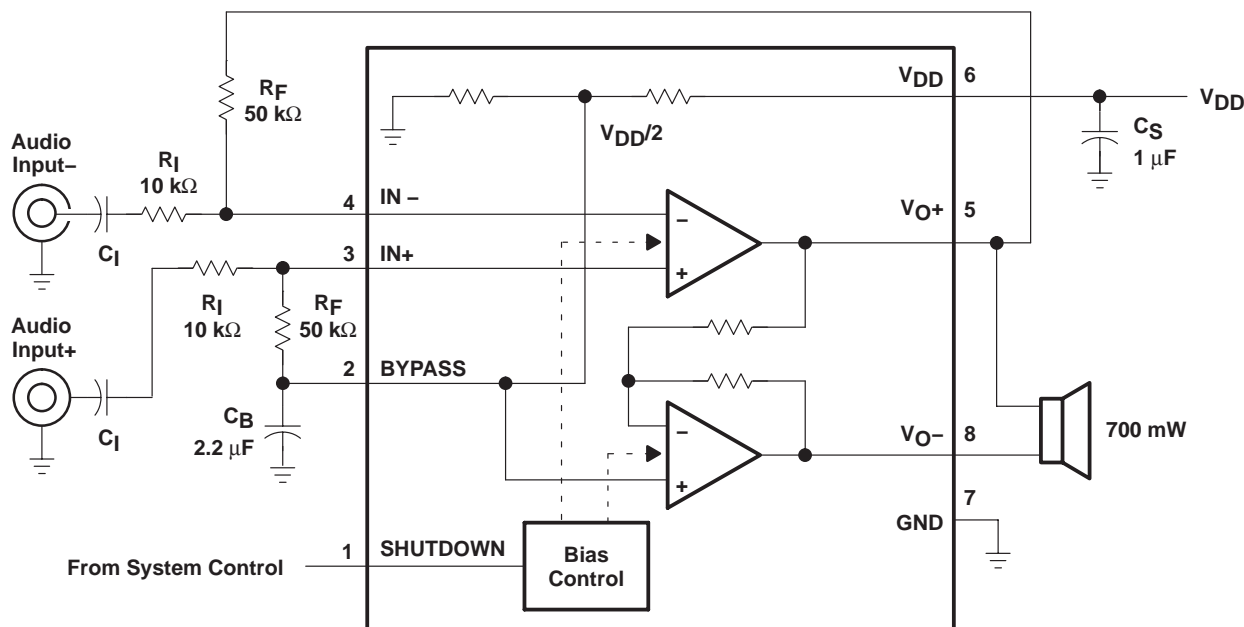 V_DD 6
R_F
50 kΩ
V_DD
V_DD/2
C_S
1 μF
Audio
Input–
R_I
10 kΩ
C_I
4 IN –
V_O+ 5
3 IN+
R_I
10 kΩ
R_F
50 kΩ
Audio
Input+
C_I
2 BYPASS
C_B
2.2 μF
–
+
–
+
V_O– 8
700 mW
7
GND
1 SHUTDOWN
From System Control
Bias
Control